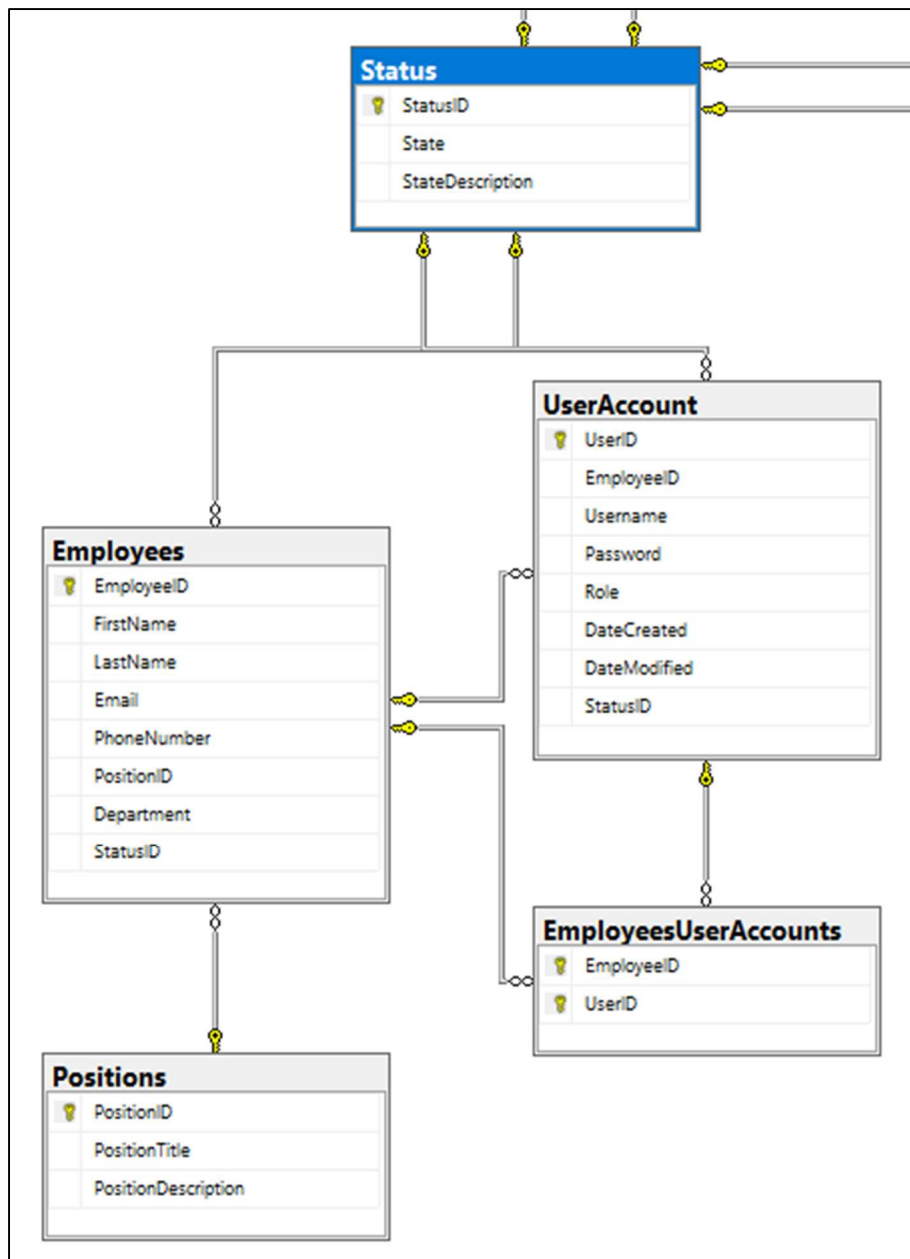 Status
StatusID
State
StateDescription
UserAccount
UserID
EmployeeID
Username
Password
Role
DateCreated
DateModified
StatusID
Employees
EmployeeID
FirstName
LastName
Email
PhoneNumber
PositionID
Department
StatusID
EmployeesUserAccounts
EmployeeID
UserID
Positions
PositionID
PositionTitle
PositionDescription